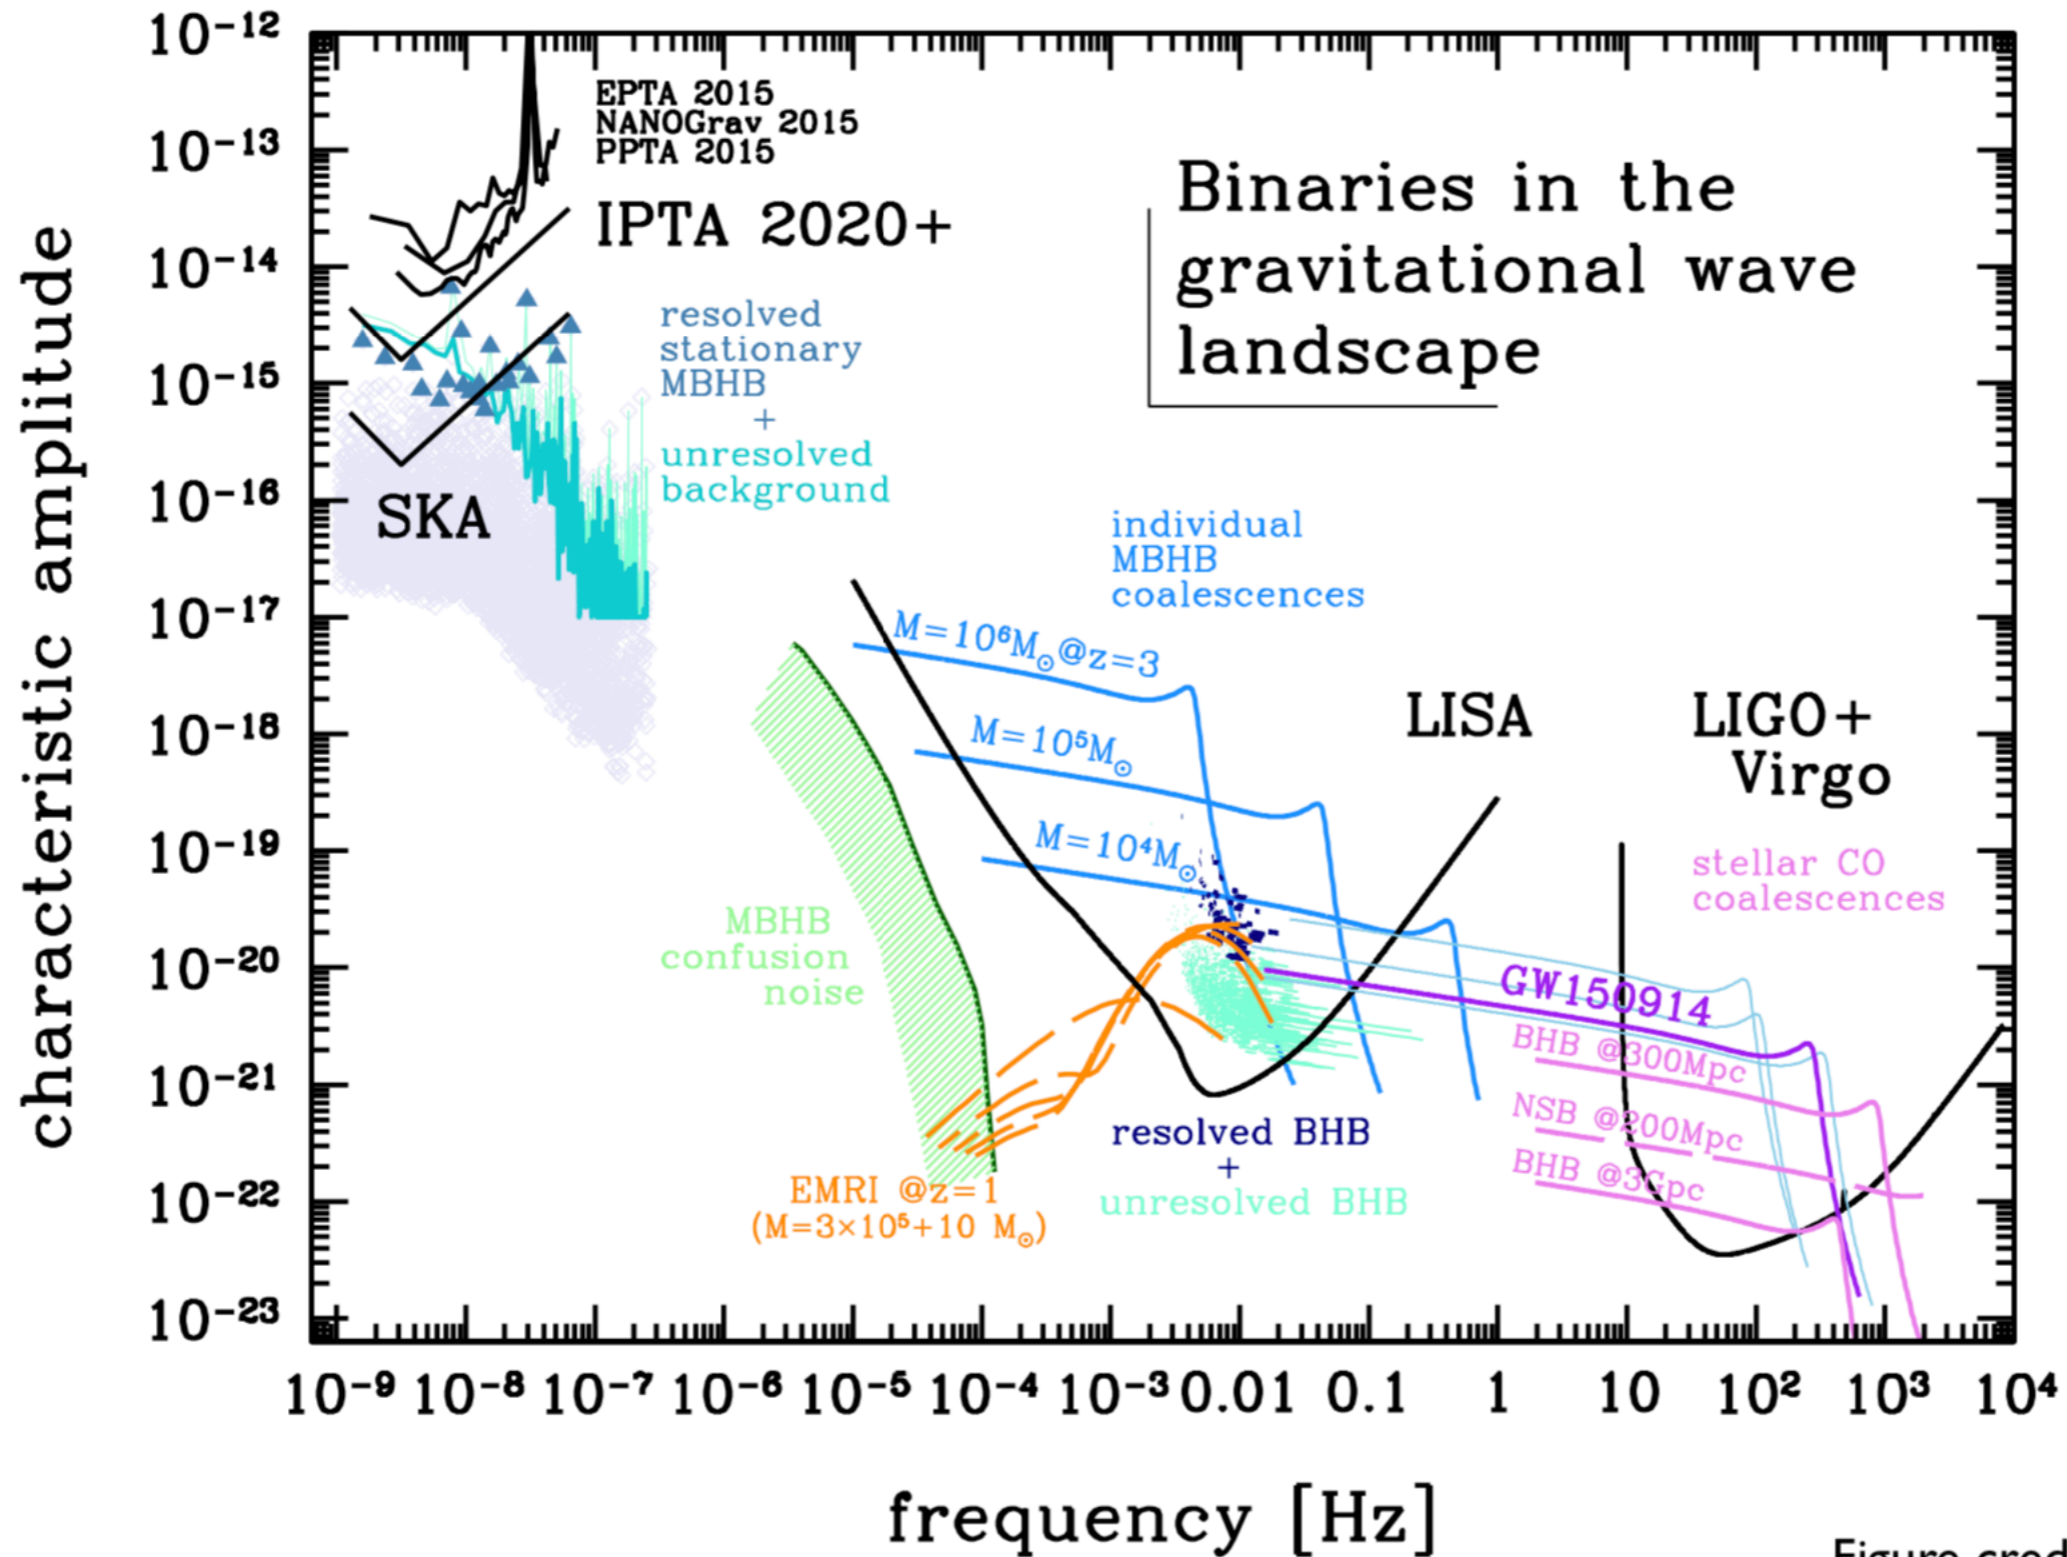 10⁻¹²
10⁻¹³
10⁻¹⁴
10⁻¹⁵
10⁻¹⁶
10⁻¹⁷
10⁻¹⁸
10⁻¹⁹
10⁻²⁰
10⁻²¹
10⁻²²
10⁻²³
characteristic amplitude
EPTA 2015
NANOGrav 2015
PPTA 2015
IPTA 2020+
Binaries in the
gravitational wave
landscape
resolved
stationary
MBHB
+
unresolved
background
SKA
individual
MBHB
coalescences
M=10⁶M☉@z=3
M=10⁵M☉
M=10⁴M☉
LISA
LIGO+
Virgo
stellar CO
coalescences
MBHB
confusion
noise
GW150914
BHB @300Mpc
NSB @200Mpc
BHB @3Gpc
resolved BHB
+
unresolved BHB
EMRI @z=1
(M=3×10⁵+10 M☉)
10⁻⁹ 10⁻⁸ 10⁻⁷ 10⁻⁶ 10⁻⁵ 10⁻⁴ 10⁻³ 0.01 0.1 1 10 10² 10³ 10⁴
frequency [Hz]
Figure